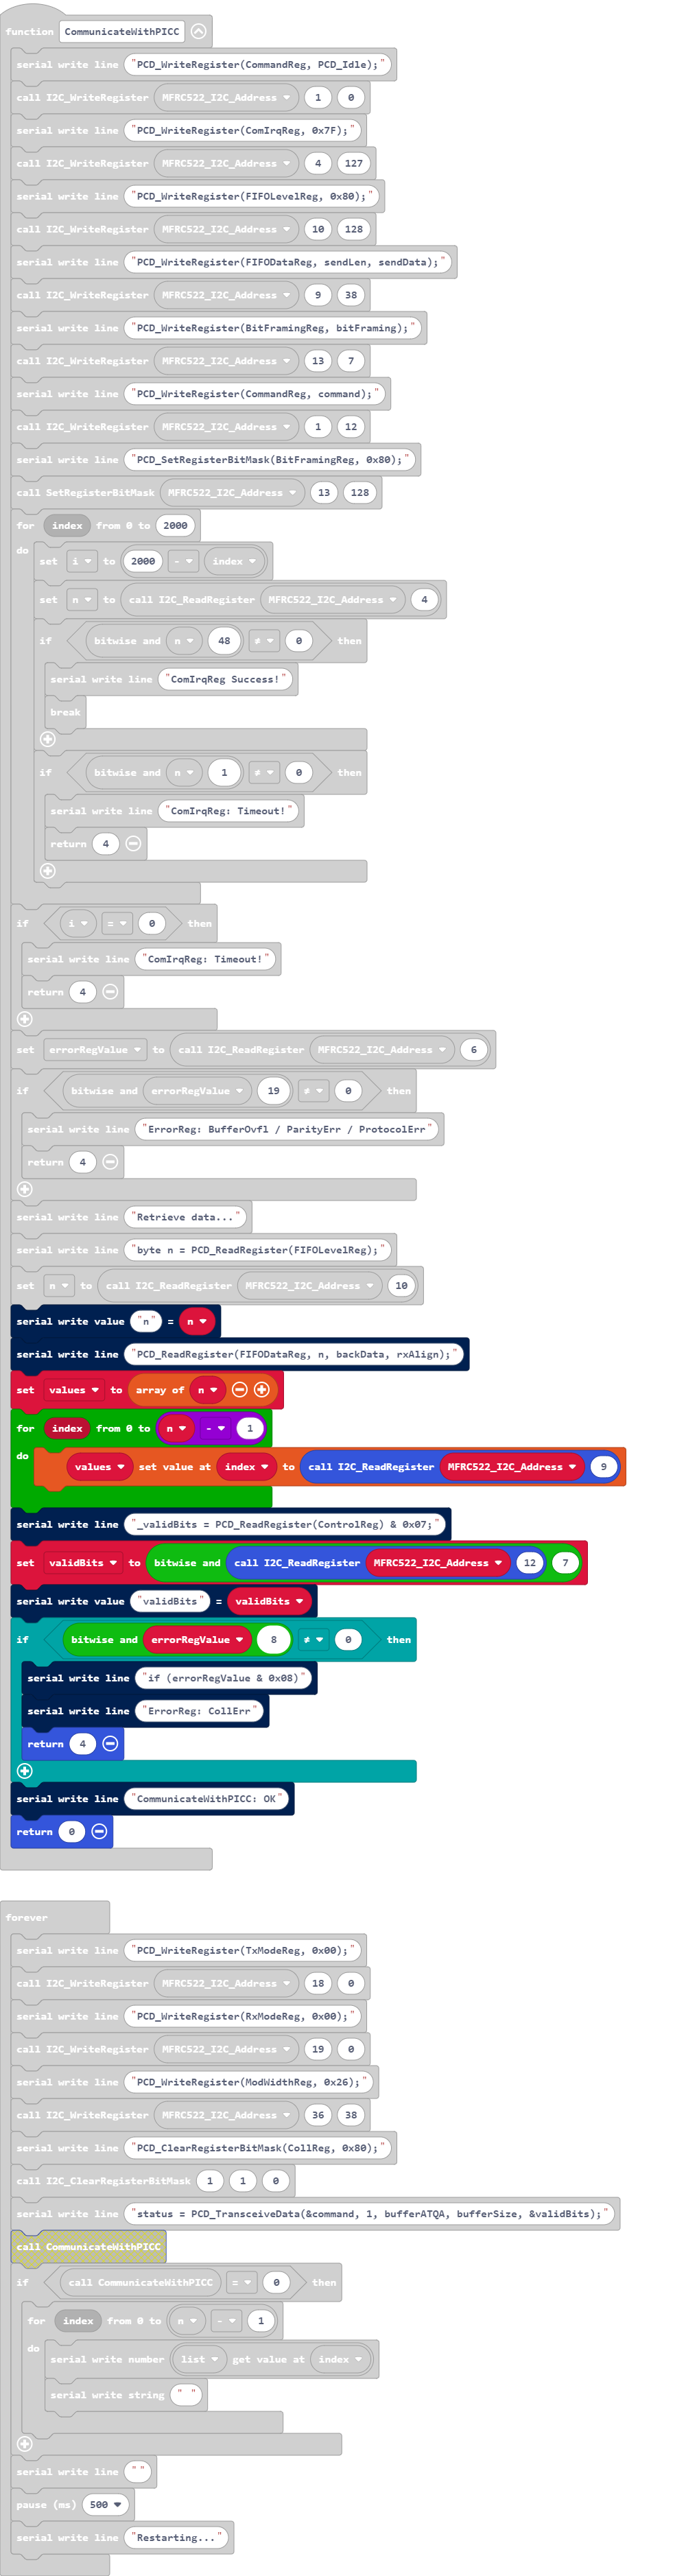 function CommunicateWithPICC
serial write line "PCD_WriteRegister(CommandReg, PCD_Idle);"
call I2C_WriteRegister MFRC522_I2C_Address 1 0
serial write line "PCD_WriteRegister(ComIrqReg, 0x7F);"
call I2C_WriteRegister MFRC522_I2C_Address 4 127
serial write line "PCD_WriteRegister(FIFOLevelReg, 0x80);"
call I2C_WriteRegister MFRC522_I2C_Address 10 128
serial write line "PCD_WriteRegister(FIFODataReg, sendLen, sendData);"
call I2C_WriteRegister MFRC522_I2C_Address 9 38
serial write line "PCD_WriteRegister(BitFramingReg, bitFraming);"
call I2C_WriteRegister MFRC522_I2C_Address 13 7
serial write line "PCD_WriteRegister(CommandReg, command);"
call I2C_WriteRegister MFRC522_I2C_Address 1 12
serial write line "PCD_SetRegisterBitMask(BitFramingReg, 0x80);"
call SetRegisterBitMask MFRC522_I2C_Address 13 128
for index from 0 to 2000
do
set i to 2000 - index
set n to call I2C_ReadRegister MFRC522_I2C_Address 4
if bitwise and n 48 ≠ 0 then
serial write line "ComIrqReg Success!"
break
if bitwise and n 1 ≠ 0 then
serial write line "ComIrqReg: Timeout!"
return 4
if i = 0 then
serial write line "ComIrqReg: Timeout!"
return 4
set errorRegValue to call I2C_ReadRegister MFRC522_I2C_Address 6
if bitwise and errorRegValue 19 ≠ 0 then
serial write line "ErrorReg: BufferOvfl / ParityErr / ProtocolErr"
return 4
serial write line "Retrieve data..."
serial write line "byte n = PCD_ReadRegister(FIFOLevelReg);"
set n to call I2C_ReadRegister MFRC522_I2C_Address 10
serial write value "n" = n
serial write line "PCD_ReadRegister(FIFODataReg, n, backData, rxAlign);"
set values to array of n
for index from 0 to n - 1
do
values set value at index to call I2C_ReadRegister MFRC522_I2C_Address 9
serial write line "_validBits = PCD_ReadRegister(ControlReg) & 0x07;"
set validBits to bitwise and call I2C_ReadRegister MFRC522_I2C_Address 12 7
serial write value "validBits" = validBits
if bitwise and errorRegValue 8 ≠ 0 then
serial write line "if (errorRegValue & 0x08)"
serial write line "ErrorReg: CollErr"
return 4
serial write line "CommunicateWithPICC: OK"
return 0
forever
serial write line "PCD_WriteRegister(TxModeReg, 0x00);"
call I2C_WriteRegister MFRC522_I2C_Address 18 0
serial write line "PCD_WriteRegister(RxModeReg, 0x00);"
call I2C_WriteRegister MFRC522_I2C_Address 19 0
serial write line "PCD_WriteRegister(ModWidthReg, 0x26);"
call I2C_WriteRegister MFRC522_I2C_Address 36 38
serial write line "PCD_ClearRegisterBitMask(CollReg, 0x80);"
call I2C_ClearRegisterBitMask 1 1 0
serial write line "status = PCD_TransceiveData(&command, 1, bufferATQA, bufferSize, &validBits);"
call CommunicateWithPICC
if call CommunicateWithPICC = 0 then
for index from 0 to n - 1
do
serial write number list get value at index
serial write string " "
serial write line ""
pause (ms) 500
serial write line "Restarting..."